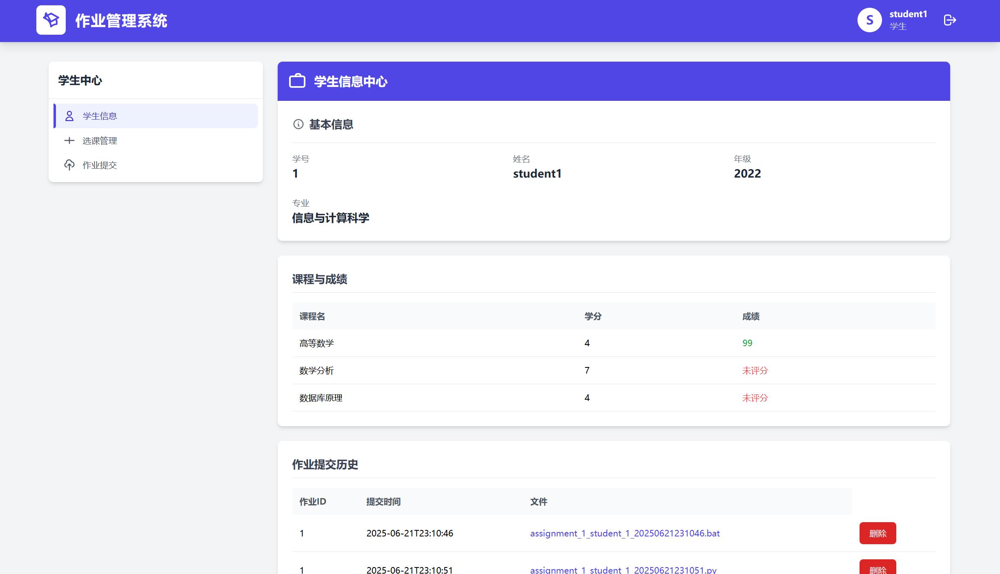 作业管理系统
S
student1
学生
学生中心
学生信息
选课管理
作业提交
学生信息中心
基本信息
学号 姓名 年级
1 student1 2022
专业
信息与计算科学
课程与成绩
课程名 学分 成绩
高等数学 4 99
数学分析 7 未评分
数据库原理 4 未评分
作业提交历史
作业ID 提交时间 文件
1 2025-06-21T23:10:46 assignment_1_student_1_20250621231046.bat 删除
1 2025-06-21T23:10:51 assignment_1_student_1_20250621231051.py 删除